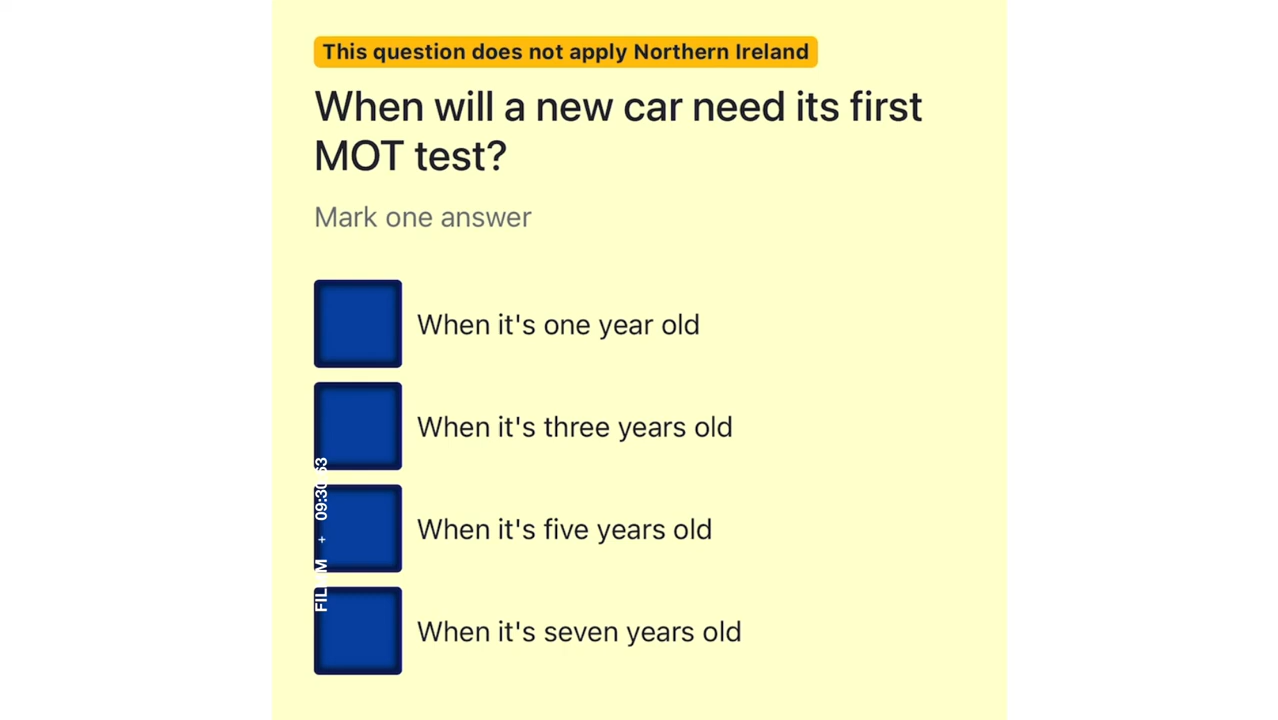 This question does not apply Northern Ireland
When will a new car need its first
MOT test?
Mark one answer
When it's one year old
When it's three years old
When it's five years old
When it's seven years old